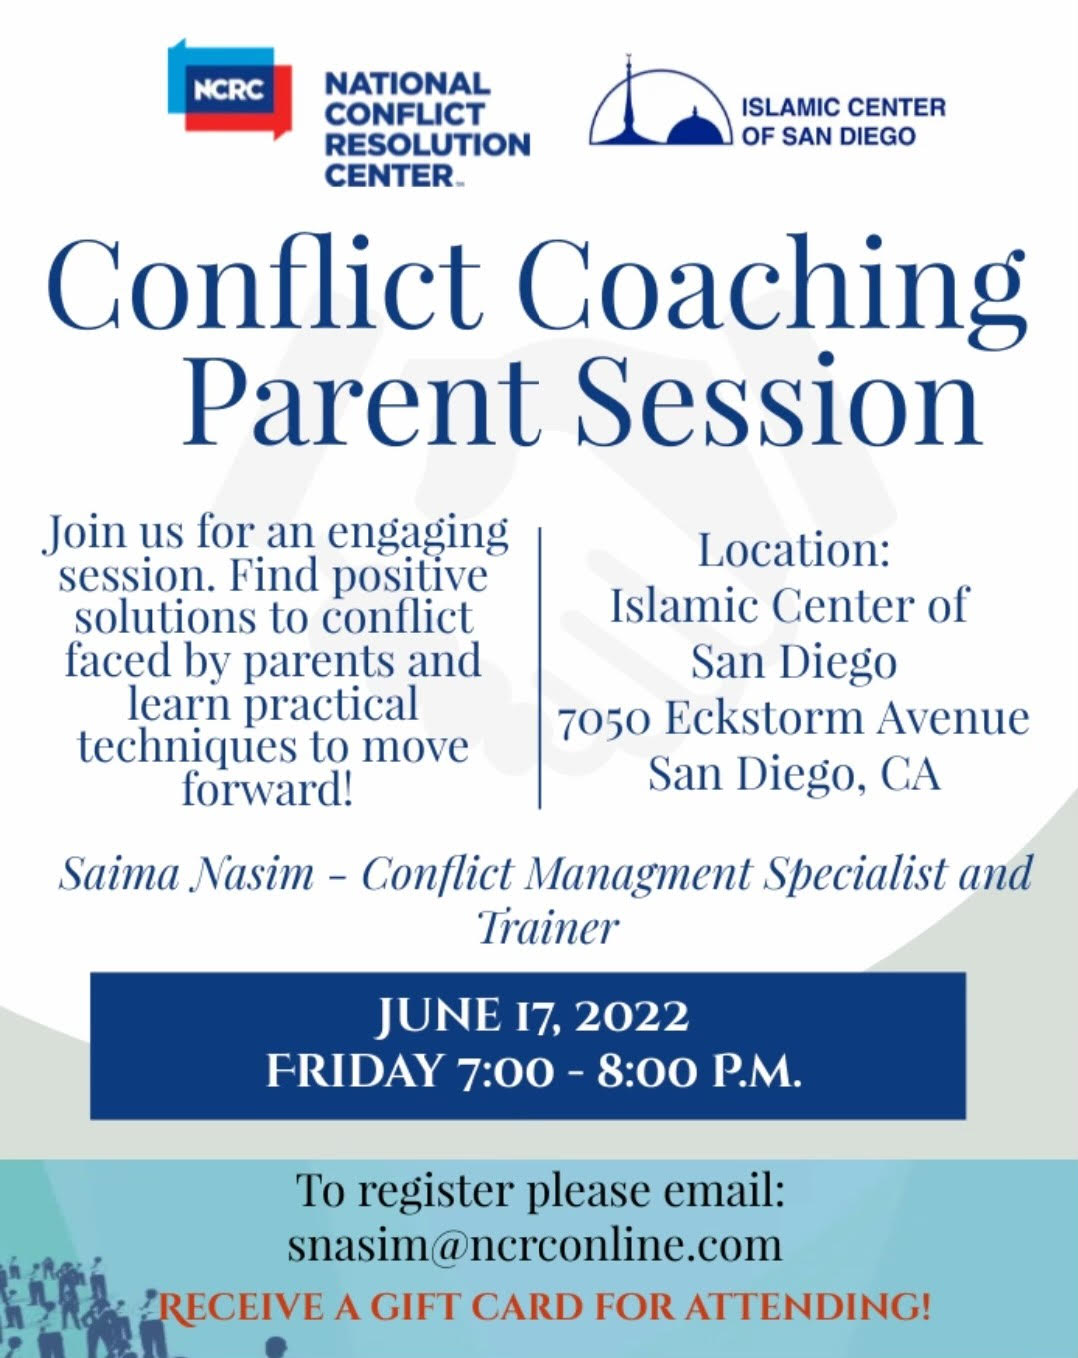 NCRC
NATIONAL
CONFLICT
RESOLUTION
CENTER
ISLAMIC CENTER
OF SAN DIEGO
Conflict Coaching
Parent Session
Join us for an engaging
session. Find positive
solutions to conflict
faced by parents and
learn practical
techniques to move
forward!
Location:
Islamic Center of
San Diego
7050 Eckstorm Avenue
San Diego, CA
Saima Nasim - Conflict Managment Specialist and
Trainer
JUNE 17, 2022
FRIDAY 7:00 - 8:00 P.M.
To register please email:
snasim@ncrconline.com
RECEIVE A GIFT CARD FOR ATTENDING!